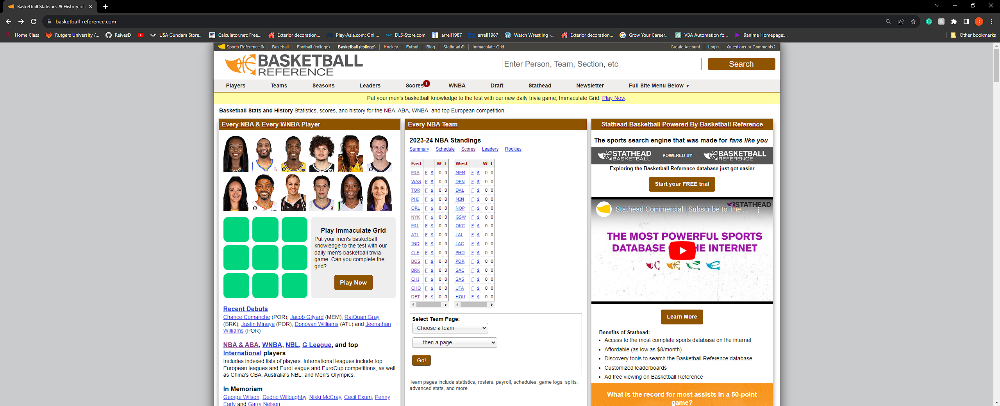 Basketball Statistics & History of
basketball-reference.com
Home Class
Rutgers University /...
ReivesD
USA Gundam Store...
Calculator.net: Free...
Exterior decoration...
Play-Asia.com: Onli...
DLS-Store.com
arrell1987
arrell1987
Watch Wrestling -...
Exterior decoration...
Grow Your Career...
VBA Automation fo...
9anime Homepage:...
Other bookmarks
Sports Reference ®
Baseball
Football (college)
Basketball (college)
Hockey
Fútbol
Blog
Stathead ®
Immaculate Grid
Create Account
Login
Questions or Comments?
BASKETBALL
REFERENCE
Enter Person, Team, Section, etc
Search
Players
Teams
Seasons
Leaders
Scores 1
WNBA
Draft
Stathead
Newsletter
Full Site Menu Below ▼
Put your men's basketball knowledge to the test with our new daily trivia game, Immaculate Grid. Play Now.
Basketball Stats and History Statistics, scores, and history for the NBA, ABA, WNBA, and top European competition.
Every NBA & Every WNBA Player
Play Immaculate Grid
Put your men's basketball
knowledge to the test with our
daily men's basketball trivia
game. Can you complete the
grid?
Play Now
Recent Debuts
Chance Comanche (POR), Jacob Gilyard (MEM), RaiQuan Gray
(BRK), Justin Minaya (POR), Donovan Williams (ATL) and Jeenathan
Williams (POR)
NBA & ABA, WNBA, NBL, G League, and top
International players
Includes indexed lists of players. International leagues include top
European leagues and EuroLeague and EuroCup competitions, as well
as China's CBA, Australia's NBL, and Men's Olympics.
In Memoriam
George Wilson, Dedric Willoughby, Nikki McCray, Cecil Exum, Penny
Early and Garry Nelson
Every NBA Team
2023-24 NBA Standings
Summary · Schedule · Scores · Leaders · Rookies
East W L
MIA F $ 0 0
WAS F $ 0 0
TOR F $ 0 0
PHI F $ 0 0
ORL F $ 0 0
NYK F $ 0 0
MIL F $ 0 0
ATL F $ 0 0
IND F $ 0 0
CLE F $ 0 0
BOS F $ 0 0
BRK F $ 0 0
CHI F $ 0 0
CHO F $ 0 0
DET F $ 0 0
West W L
MEM F $ 0 0
DEN F $ 0 0
DAL F $ 0 0
MIN F $ 0 0
NOP F $ 0 0
GSW F $ 0 0
OKC F $ 0 0
LAL F $ 0 0
LAC F $ 0 0
PHO F $ 0 0
POR F $ 0 0
SAC F $ 0 0
SAS F $ 0 0
UTA F $ 0 0
HOU F $ 0 0
Select Team Page:
Choose a team
... then a page
Go!
Team pages include statistics, rosters, payroll, schedules, game logs, splits,
advanced stats, and more.
Stathead Basketball Powered By Basketball Reference
The sports search engine that was made for fans like you
STATHEAD
BASKETBALL
POWERED BY
BASKETBALL
REFERENCE
Exploring the Basketball Reference database just got easier
Start your FREE trial
STATHEAD
Stathead Commercial | Subscribe to The ...
THE MOST POWERFUL SPORTS
DATABASE HE INTERNET
Learn More
Benefits of Stathead:
• Access to the most complete sports database on the internet
• Affordable (as low as $8/month)
• Discovery tools to search the Basketball Reference database
• Customized leaderboards
• Ad free viewing on Basketball Reference
What is the record for most assists in a 50-point
game?